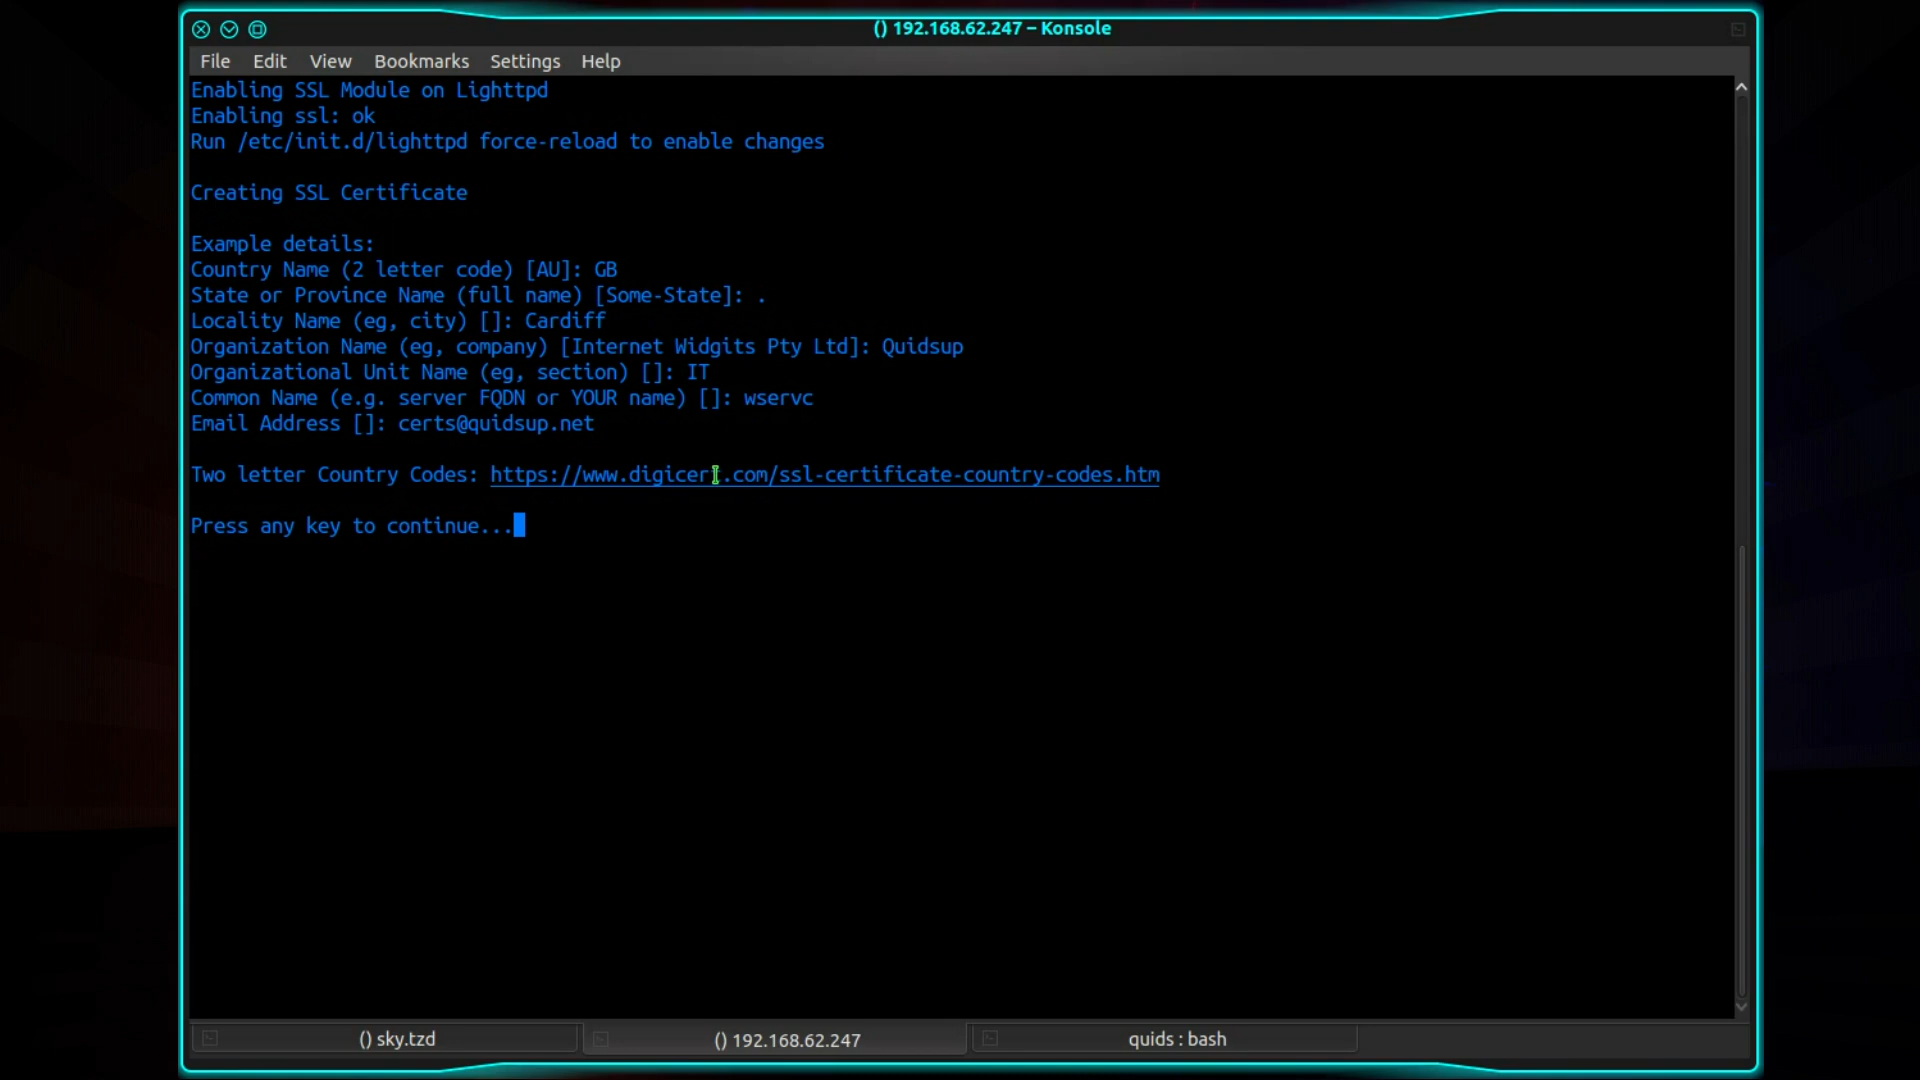 () 192.168.62.247 – Konsole
File Edit View Bookmarks Settings Help
Enabling SSL Module on Lighttpd
Enabling ssl: ok
Run /etc/init.d/lighttpd force-reload to enable changes
Creating SSL Certificate
Example details:
Country Name (2 letter code) [AU]: GB
State or Province Name (full name) [Some-State]: .
Locality Name (eg, city) []: Cardiff
Organization Name (eg, company) [Internet Widgits Pty Ltd]: Quidsup
Organizational Unit Name (eg, section) []: IT
Common Name (e.g. server FQDN or YOUR name) []: wservc
Email Address []: certs@quidsup.net
Two letter Country Codes: https://www.digicert.com/ssl-certificate-country-codes.htm
Press any key to continue...
() sky.tzd () 192.168.62.247 quids : bash